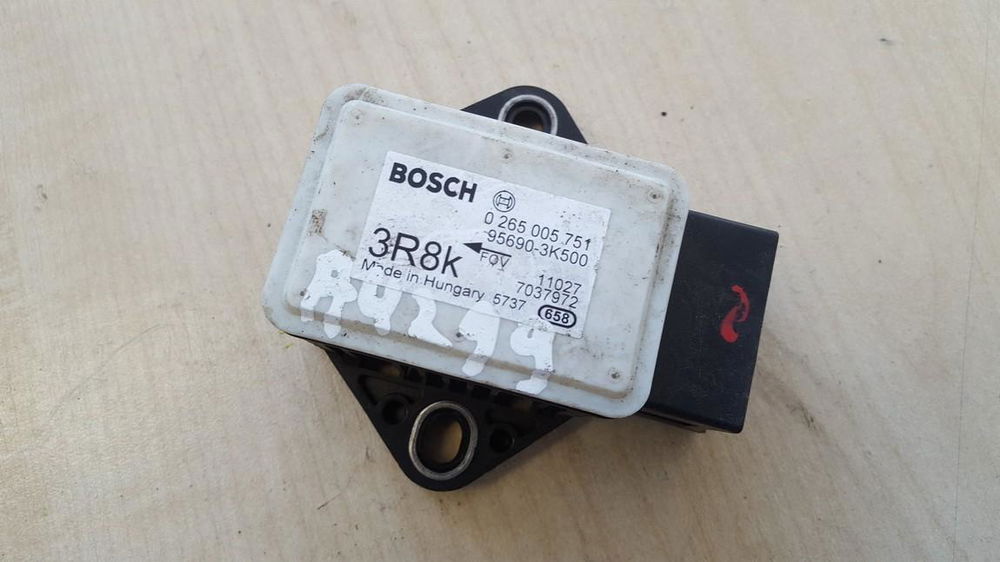 BOSCH
0 265 005 751
95690-3K500
3R8k
FOV
11027
7037972
Made in Hungary 5737
658